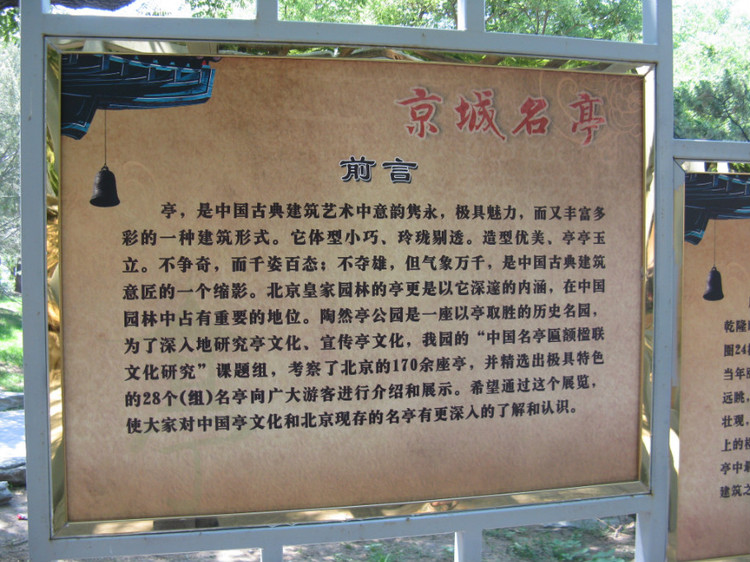 京城名亭
前言
亭，是中国古典建筑艺术中意韵隽永，极具魅力，而又丰富多
彩的一种建筑形式。它体型小巧、玲珑剔透。造型优美、亭亭玉
立。不争奇，而千姿百态；不夺雄，但气象万千，是中国古典建筑
意匠的一个缩影。北京皇家园林的亭更是以它深邃的内涵，在中国
园林中占有重要的地位。陶然亭公园是一座以亭取胜的历史名园，
为了深入地研究亭文化、宣传亭文化，我园的“中国名亭匾额楹联
文化研究”课题组，考察了北京的170余座亭，并精选出极具特色
的28个(组)名亭向广大游客进行介绍和展示。希望通过这个展览，
使大家对中国亭文化和北京现存的名亭有更深入的了解和认识。
乾隆
图24
当年
远眺，
壮观，
上的
亭中最
建筑之